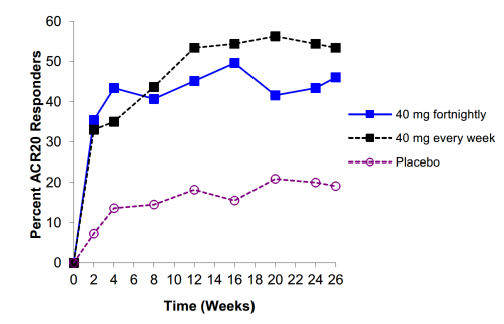 Percent ACR20 Responders
60
50
40
30
20
10
0
0 2 4 6 8 10 12 14 16 18 20 22 24 26
Time (Weeks)
40 mg fortnightly
40 mg every week
Placebo